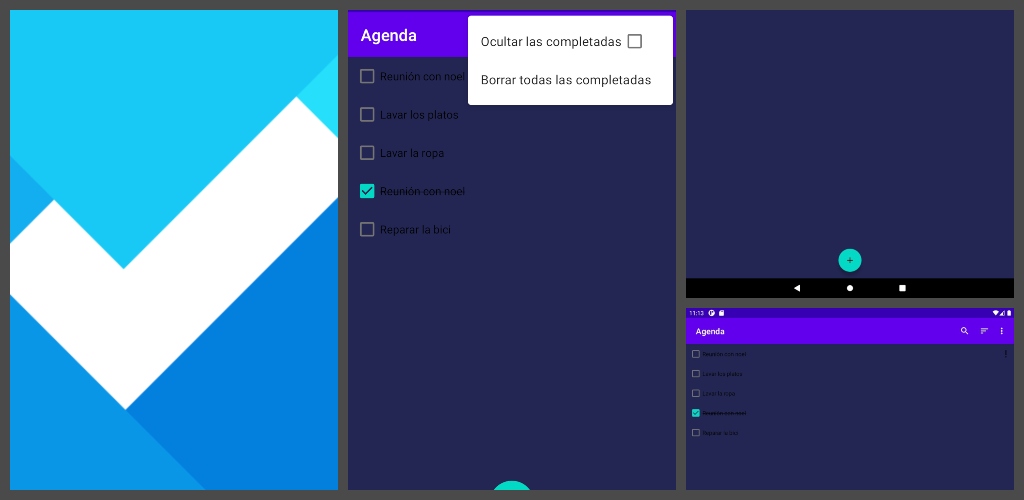 Agenda
Ocultar las completadas
Borrar todas las completadas
Reunión con noel
Lavar los platos
Lavar la ropa
Reunión con noel
Reparar la bici
11:13
Agenda
Reunión con noel
Lavar los platos
Lavar la ropa
Reunión con noel
Reparar la bici